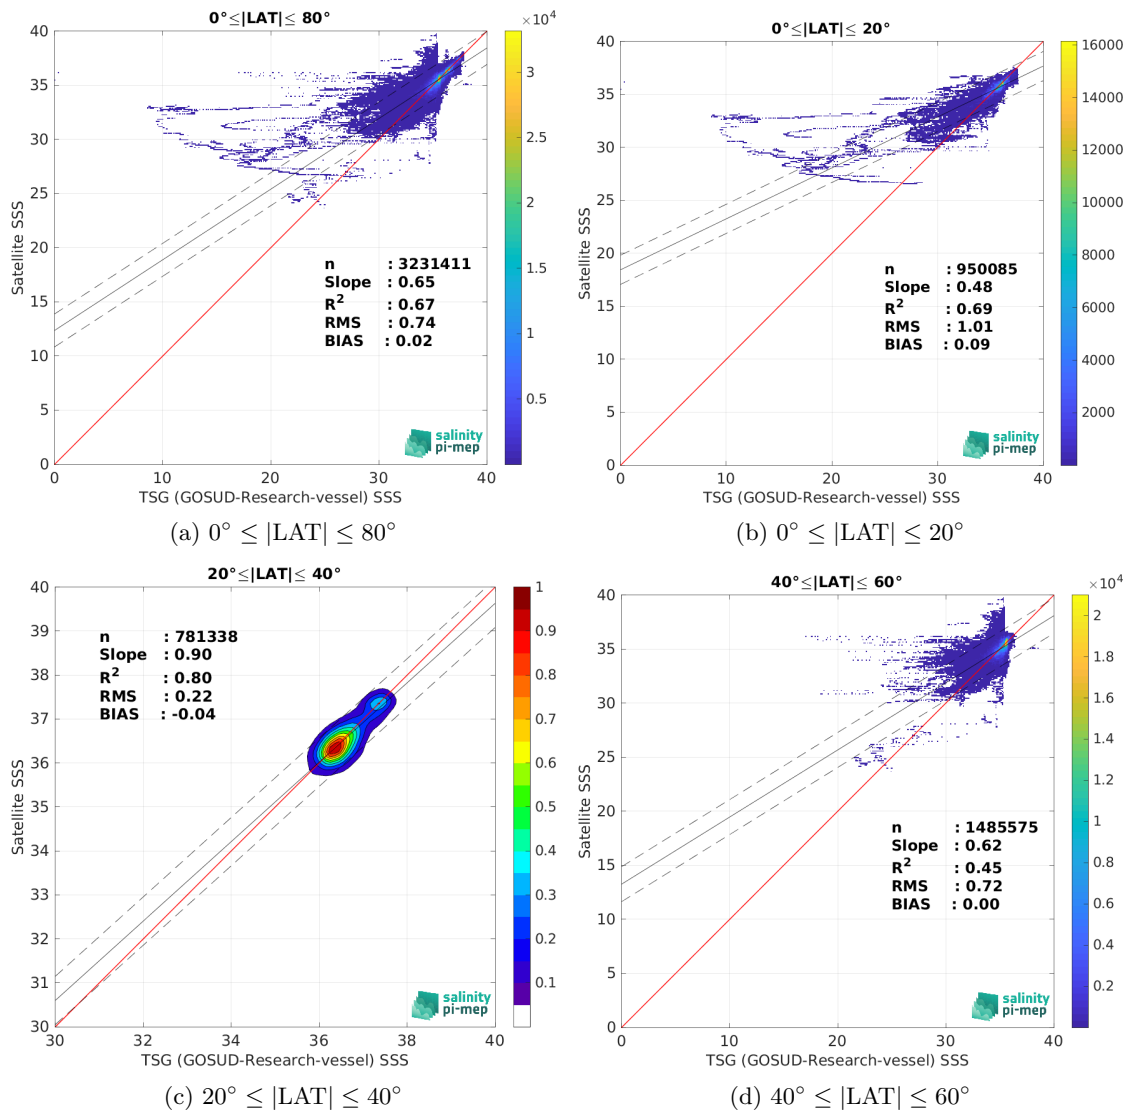 0°≤|LAT|≤ 80°
×10⁴
40
35
30
25
20
15
10
5
0
Satellite SSS
n : 3231411
Slope : 0.65
R² : 0.67
RMS : 0.74
BIAS : 0.02
salinity
pi-mep
0 10 20 30 40
TSG (GOSUD-Research-vessel) SSS
3
2.5
2
1.5
1
0.5
(a) 0° ≤ |LAT| ≤ 80°
0°≤|LAT|≤ 20°
40
35
30
25
20
15
10
5
0
Satellite SSS
n : 950085
Slope : 0.48
R² : 0.69
RMS : 1.01
BIAS : 0.09
salinity
pi-mep
0 10 20 30 40
TSG (GOSUD-Research-vessel) SSS
16000
14000
12000
10000
8000
6000
4000
2000
(b) 0° ≤ |LAT| ≤ 20°
20°≤|LAT|≤ 40°
40
39
38
37
36
35
34
33
32
31
30
Satellite SSS
n : 781338
Slope : 0.90
R² : 0.80
RMS : 0.22
BIAS : -0.04
salinity
pi-mep
30 32 34 36 38 40
TSG (GOSUD-Research-vessel) SSS
1
0.9
0.8
0.7
0.6
0.5
0.4
0.3
0.2
0.1
(c) 20° ≤ |LAT| ≤ 40°
40°≤|LAT|≤ 60°
×10⁴
40
35
30
25
20
15
10
5
0
Satellite SSS
n : 1485575
Slope : 0.62
R² : 0.45
RMS : 0.72
BIAS : 0.00
salinity
pi-mep
0 10 20 30 40
TSG (GOSUD-Research-vessel) SSS
2
1.8
1.6
1.4
1.2
1
0.8
0.6
0.4
0.2
(d) 40° ≤ |LAT| ≤ 60°